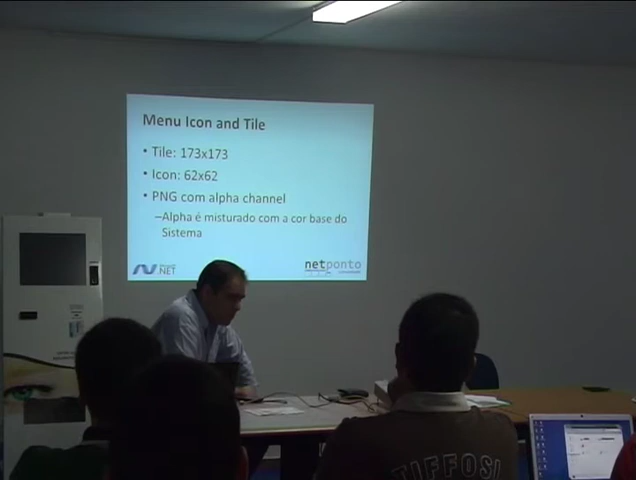 Menu Icon and Tile
• Tile: 173x173
• Icon: 62x62
• PNG com alpha channel
–Alpha é misturado com a cor base do
Sistema
NET
netponto
TIFFOSI